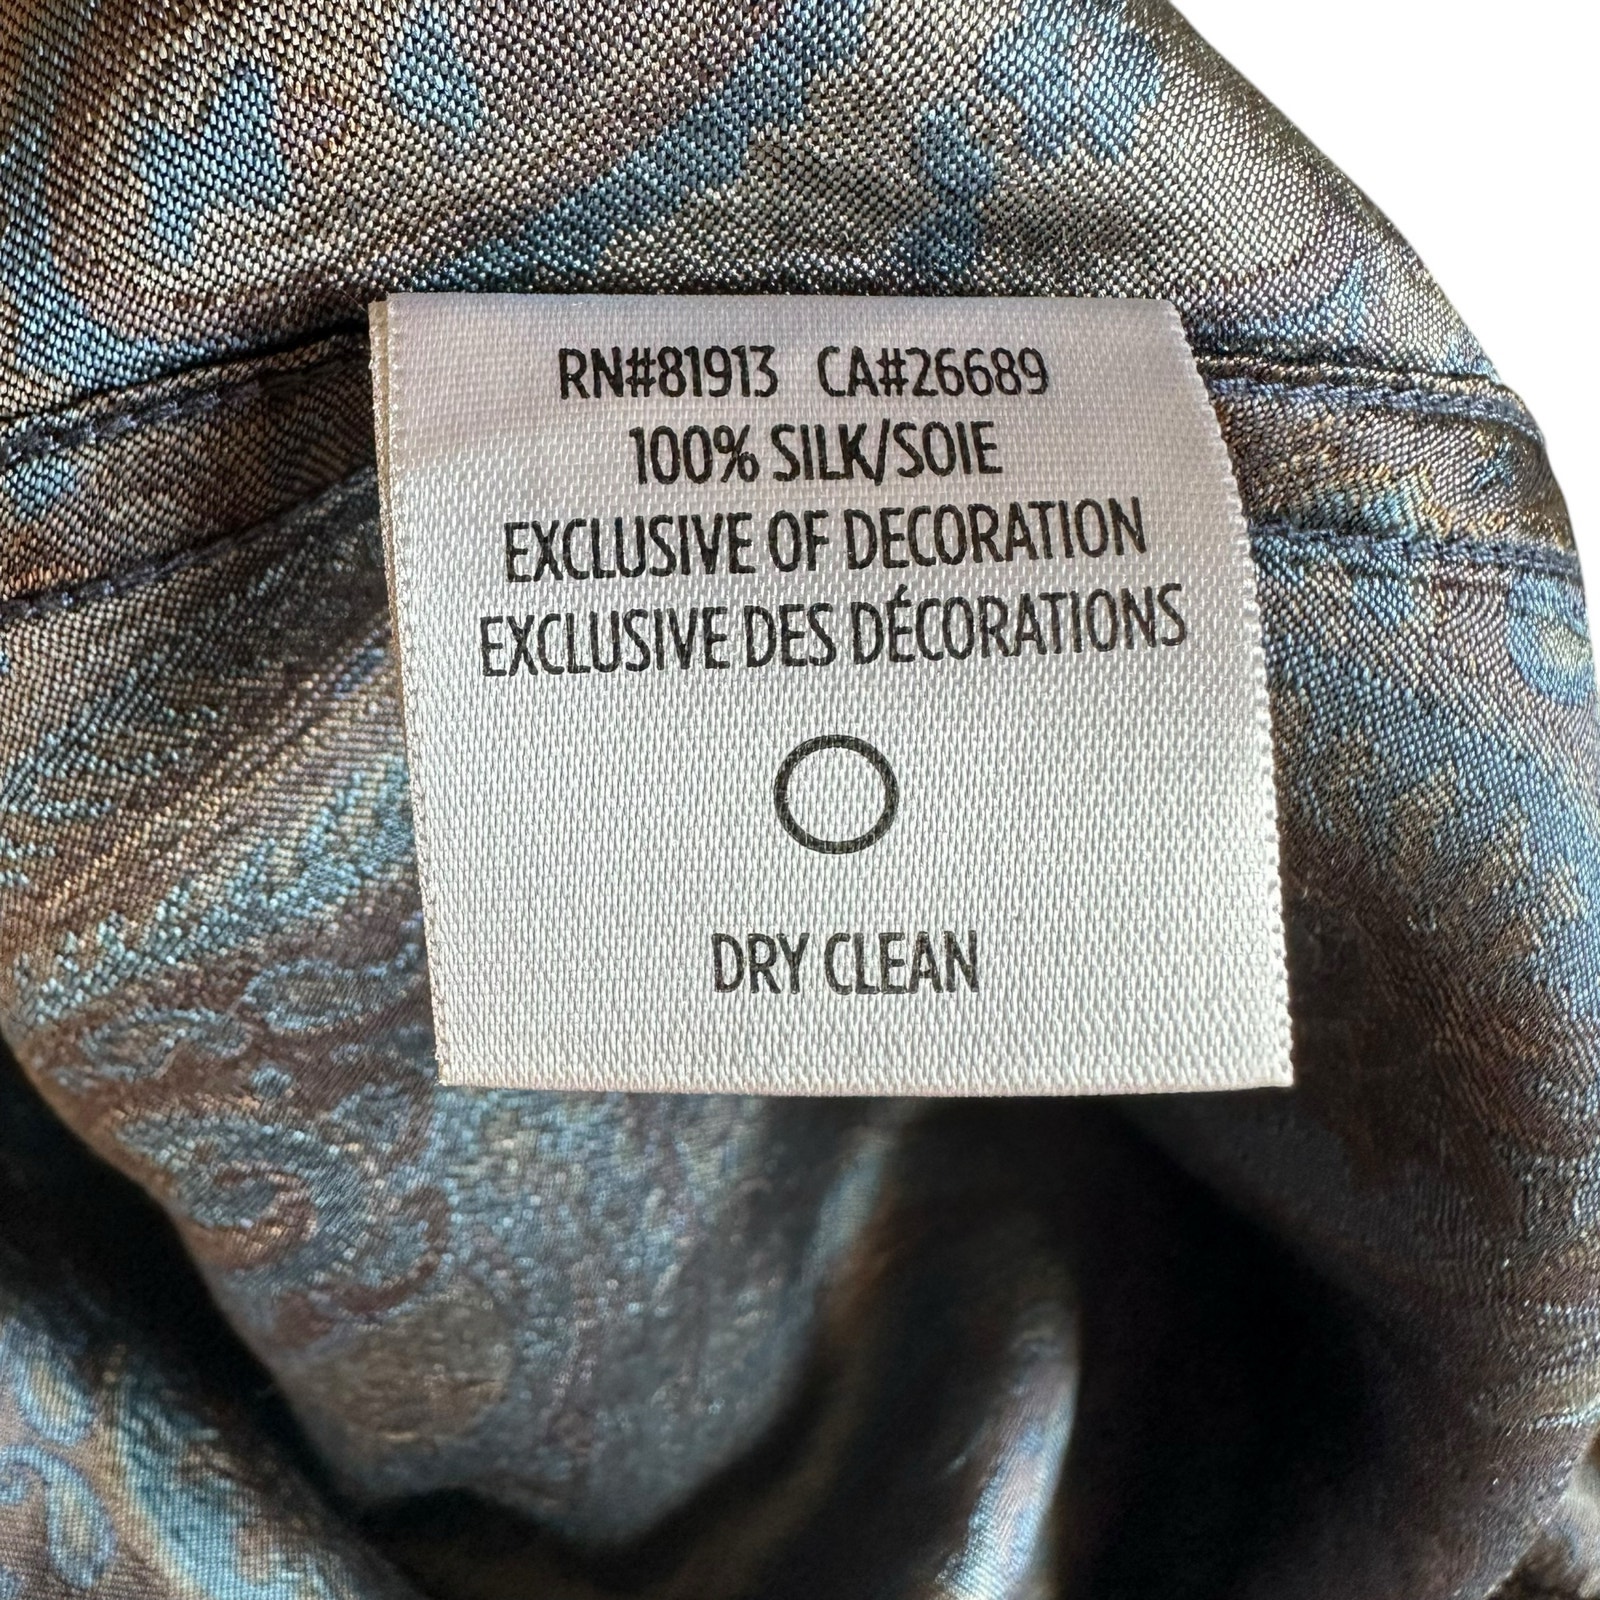 RN#81913 CA#26689
100% SILK/SOIE
EXCLUSIVE OF DECORATION
EXCLUSIVE DES DÉCORATIONS
DRY CLEAN